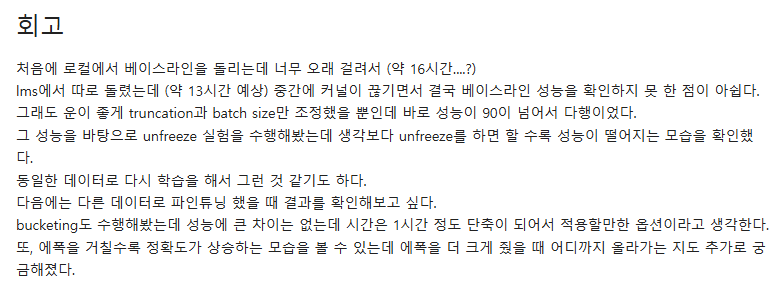 회고
처음에 로컬에서 베이스라인을 돌리는데 너무 오래 걸려서 (약 16시간....?)
lms에서 따로 돌렸는데 (약 13시간 예상) 중간에 커널이 끊기면서 결국 베이스라인 성능을 확인하지 못 한 점이 아쉽다.
그래도 운이 좋게 truncation과 batch size만 조정했을 뿐인데 바로 성능이 90이 넘어서 다행이었다.
그 성능을 바탕으로 unfreeze 실험을 수행해봤는데 생각보다 unfreeze를 하면 할 수록 성능이 떨어지는 모습을 확인했
다.
동일한 데이터로 다시 학습을 해서 그런 것 같기도 하다.
다음에는 다른 데이터로 파인튜닝 했을 때 결과를 확인해보고 싶다.
bucketing도 수행해봤는데 성능에 큰 차이는 없는데 시간은 1시간 정도 단축이 되어서 적용할만한 옵션이라고 생각한다.
또, 에폭을 거칠수록 정확도가 상승하는 모습을 볼 수 있는데 에폭을 더 크게 줬을 때 어디까지 올라가는 지도 추가로 궁
금해졌다.